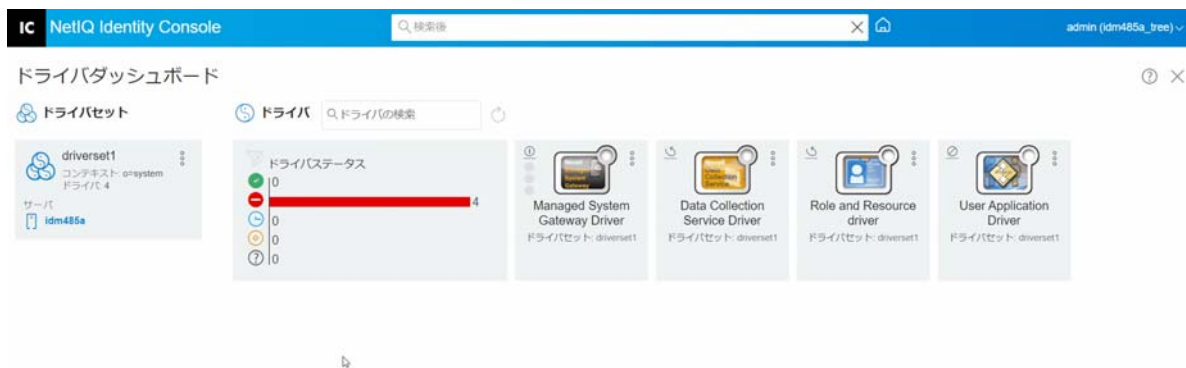 IC NetIQ Identity Console
検索後
admin (idm485a_tree)
ドライバダッシュボード
ドライバセット
ドライバ
ドライバの検索
driverset1
コンテキスト: o=system
ドライバ: 4
サーバ
idm485a
ドライバステータス
0
4
0
0
0
Managed System
Gateway Driver
ドライバセット: driverset1
Data Collection
Service Driver
ドライバセット: driverset1
Role and Resource
driver
ドライバセット: driverset1
User Application
Driver
ドライバセット: driverset1